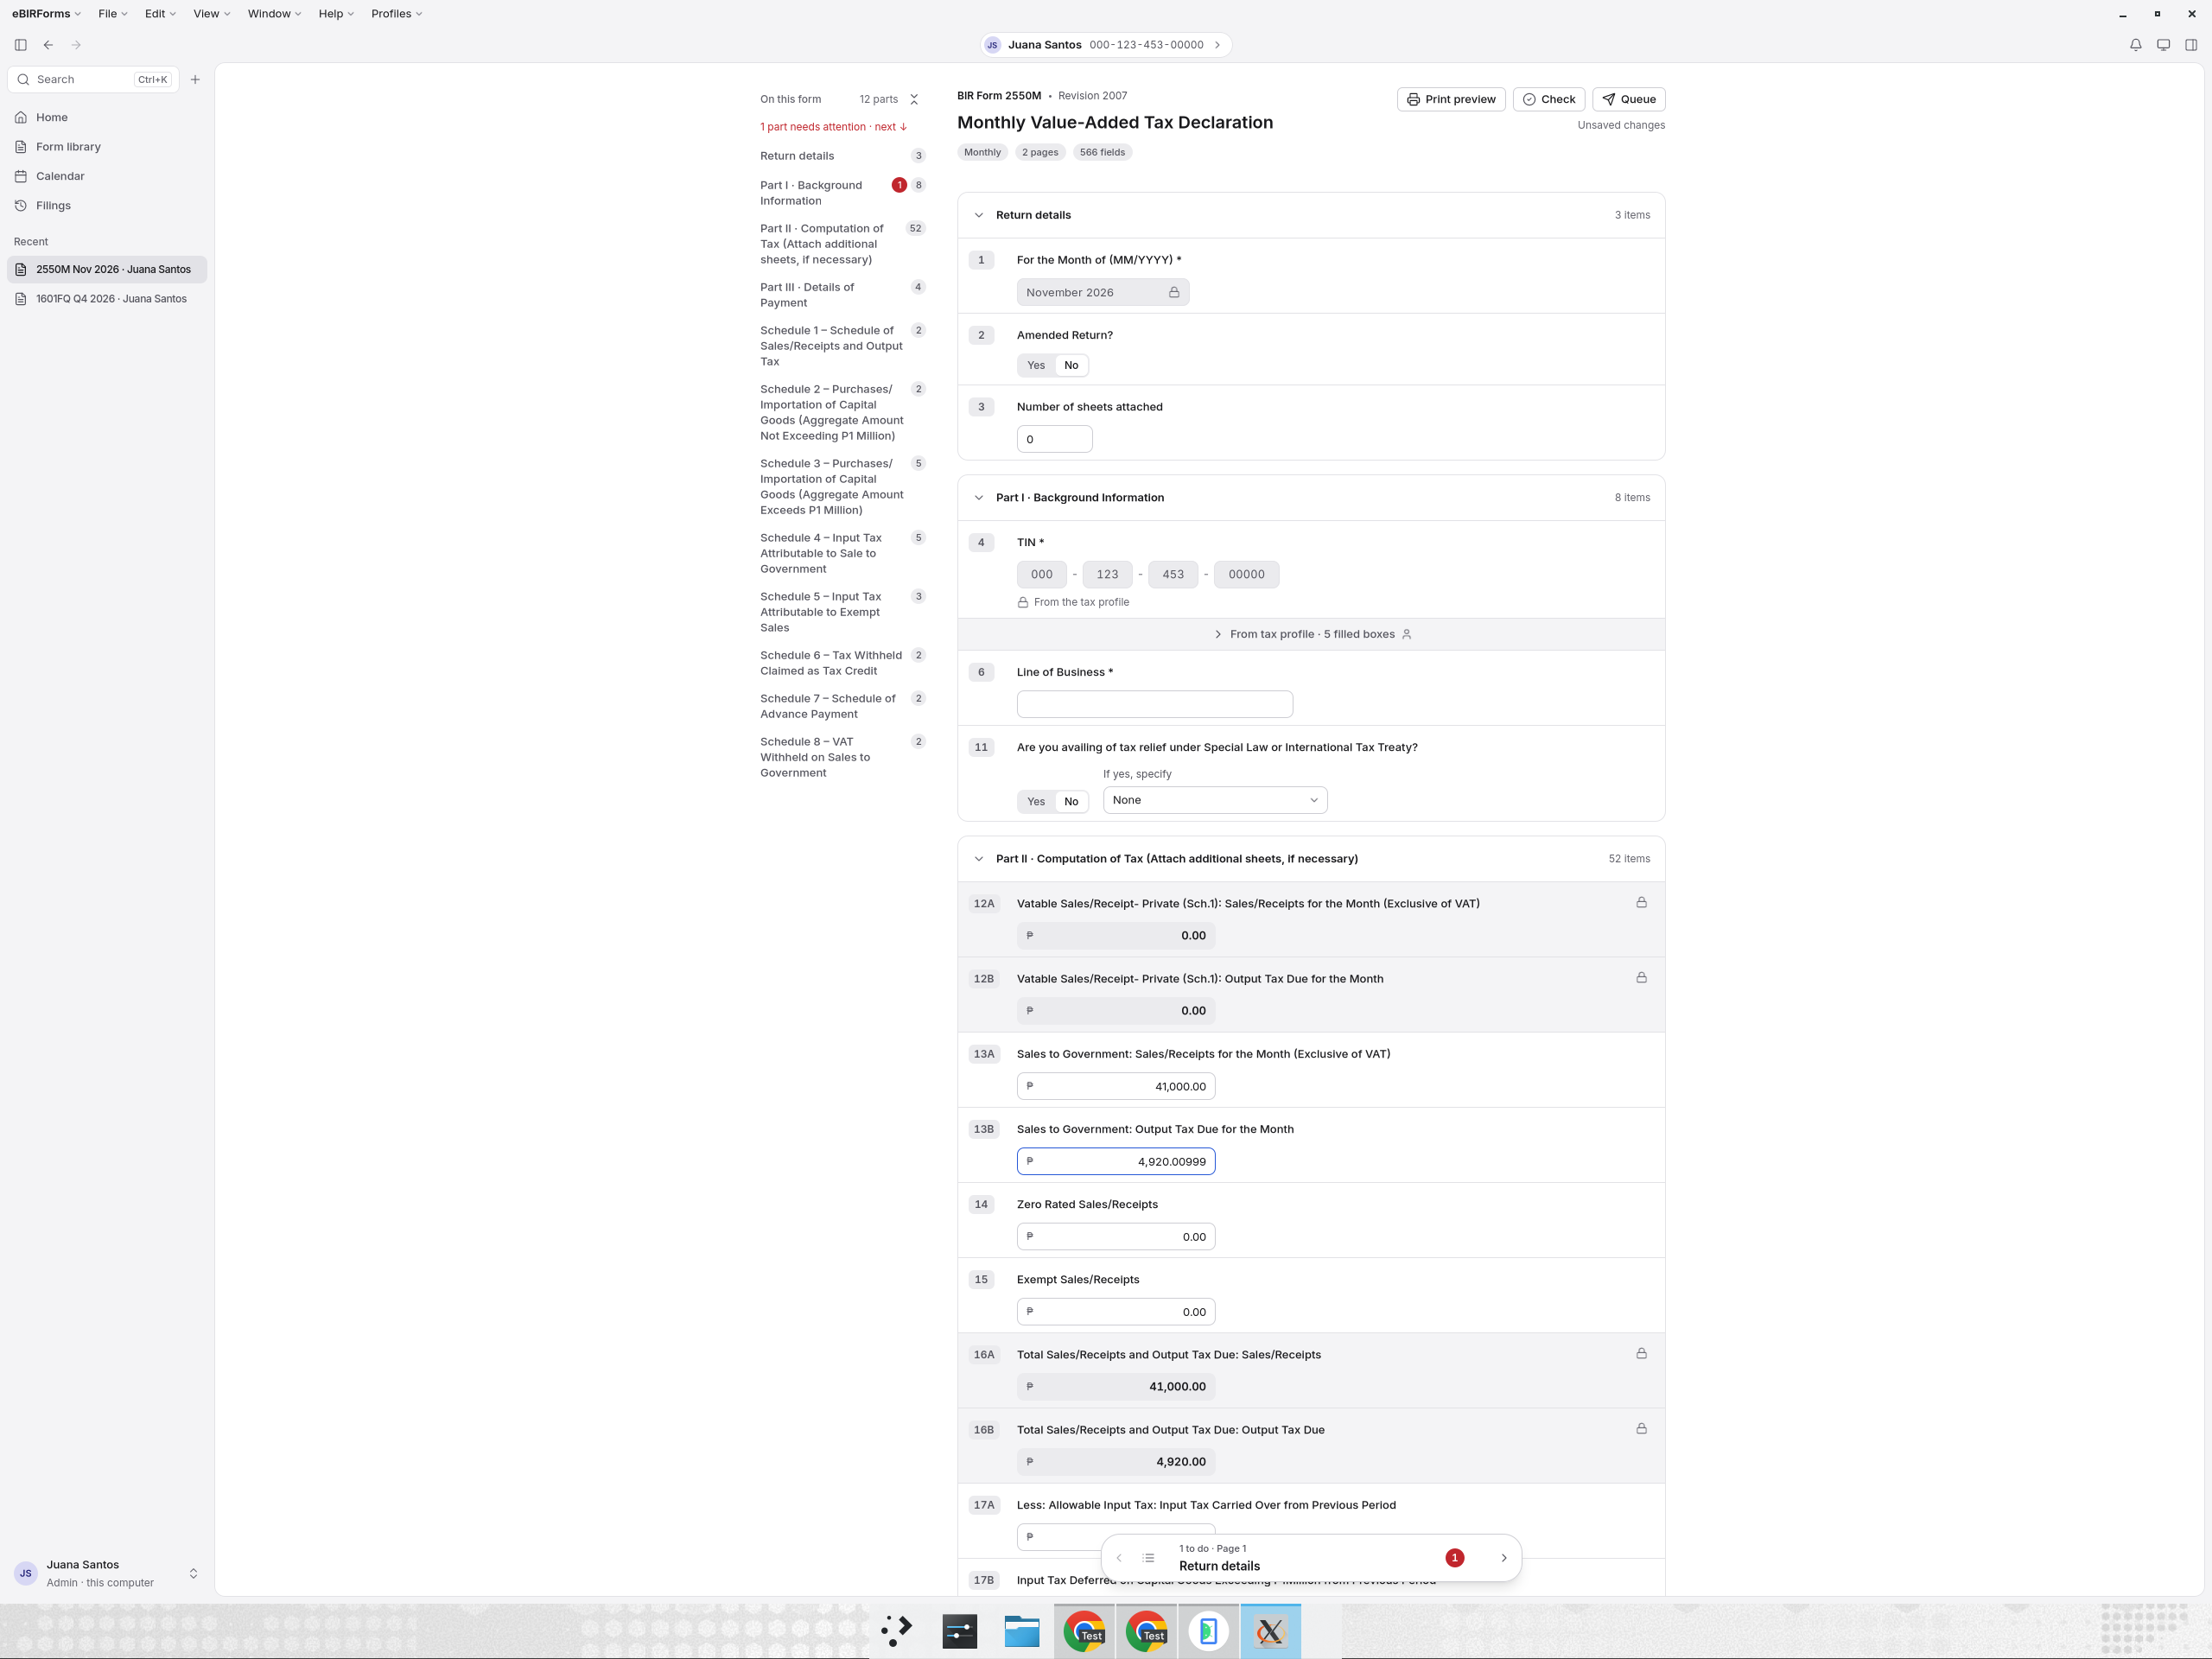 eBIRForms File Edit View Window Help Profiles
JS Juana Santos 000-123-453-00000
Search Ctrl+K
Home
Form library
Calendar
Filings
Recent
2550M Nov 2026 · Juana Santos
1601FQ Q4 2026 · Juana Santos
JS Juana Santos
Admin · this computer
On this form 12 parts
1 part needs attention · next ↓
Return details 3
Part I · Background 1 8
Information
Part II · Computation of 52
Tax (Attach additional
sheets, if necessary)
Part III · Details of 4
Payment
Schedule 1 – Schedule of 2
Sales/Receipts and Output
Tax
Schedule 2 – Purchases/ 2
Importation of Capital
Goods (Aggregate Amount
Not Exceeding P1 Million)
Schedule 3 – Purchases/ 5
Importation of Capital
Goods (Aggregate Amount
Exceeds P1 Million)
Schedule 4 – Input Tax 5
Attributable to Sale to
Government
Schedule 5 – Input Tax 3
Attributable to Exempt
Sales
Schedule 6 – Tax Withheld 2
Claimed as Tax Credit
Schedule 7 – Schedule of 2
Advance Payment
Schedule 8 – VAT 2
Withheld on Sales to
Government
BIR Form 2550M • Revision 2007
Print preview Check Queue
Monthly Value-Added Tax Declaration
Unsaved changes
Monthly 2 pages 566 fields
Return details 3 items
1 For the Month of (MM/YYYY) *
November 2026
2 Amended Return?
Yes No
3 Number of sheets attached
0
Part I · Background Information 8 items
4 TIN *
000 - 123 - 453 - 00000
From the tax profile
From tax profile · 5 filled boxes
6 Line of Business *
11 Are you availing of tax relief under Special Law or International Tax Treaty?
If yes, specify
Yes No None
Part II · Computation of Tax (Attach additional sheets, if necessary) 52 items
12A Vatable Sales/Receipt- Private (Sch.1): Sales/Receipts for the Month (Exclusive of VAT)
₱ 0.00
12B Vatable Sales/Receipt- Private (Sch.1): Output Tax Due for the Month
₱ 0.00
13A Sales to Government: Sales/Receipts for the Month (Exclusive of VAT)
₱ 41,000.00
13B Sales to Government: Output Tax Due for the Month
₱ 4,920.00999
14 Zero Rated Sales/Receipts
₱ 0.00
15 Exempt Sales/Receipts
₱ 0.00
16A Total Sales/Receipts and Output Tax Due: Sales/Receipts
₱ 41,000.00
16B Total Sales/Receipts and Output Tax Due: Output Tax Due
₱ 4,920.00
17A Less: Allowable Input Tax: Input Tax Carried Over from Previous Period
₱
17B Input Tax Deferred
1 to do · Page 1
Return details 1
Test Test